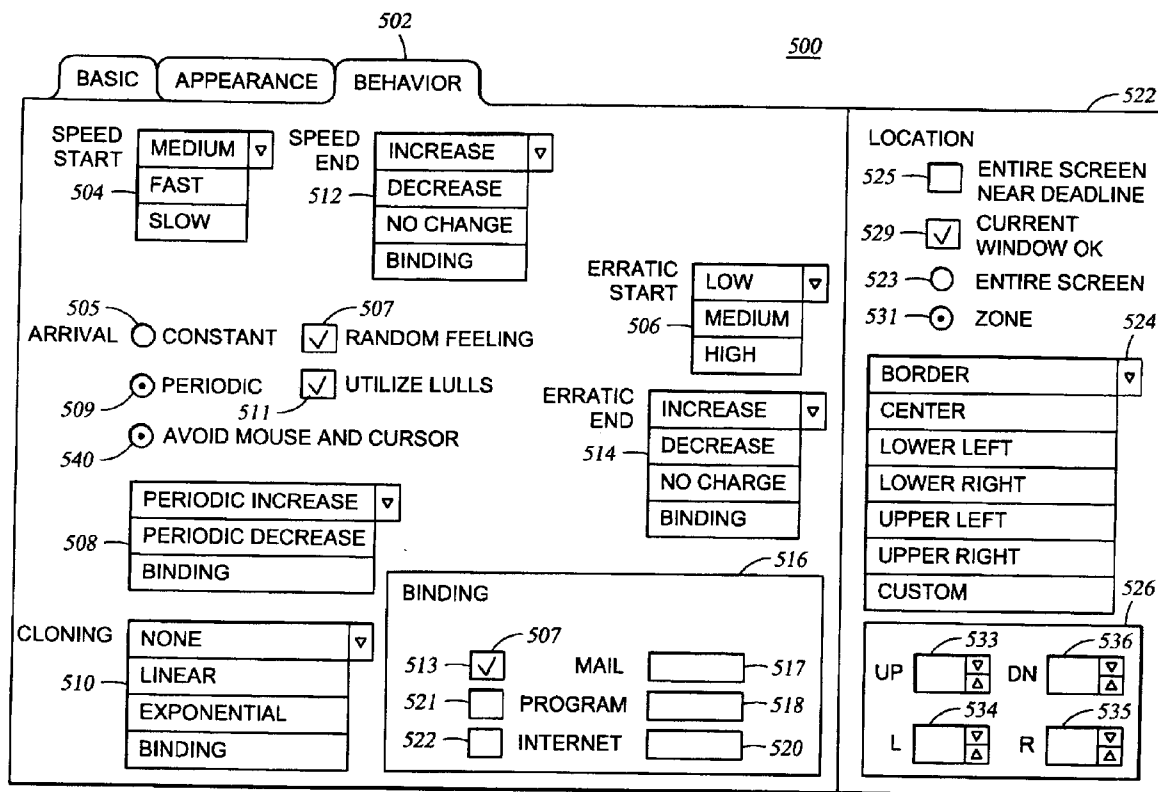 502
500
BASIC APPEARANCE BEHAVIOR
522
SPEED START
504
MEDIUM
FAST
SLOW
SPEED END
512
INCREASE
DECREASE
NO CHANGE
BINDING
ERRATIC START
506
LOW
MEDIUM
HIGH
505
507
ARRIVAL CONSTANT RANDOM FEELING
509 PERIODIC
511 UTILIZE LULLS
540 AVOID MOUSE AND CURSOR
ERRATIC END
514
INCREASE
DECREASE
NO CHARGE
BINDING
508
PERIODIC INCREASE
PERIODIC DECREASE
BINDING
CLONING
510
NONE
LINEAR
EXPONENTIAL
BINDING
516
BINDING
507
513 MAIL 517
521 PROGRAM 518
522 INTERNET 520
LOCATION
525 ENTIRE SCREEN
NEAR DEADLINE
529 CURRENT
WINDOW OK
523 ENTIRE SCREEN
531 ZONE
524
BORDER
CENTER
LOWER LEFT
LOWER RIGHT
UPPER LEFT
UPPER RIGHT
CUSTOM
526
533 536
UP DN
534 535
L R